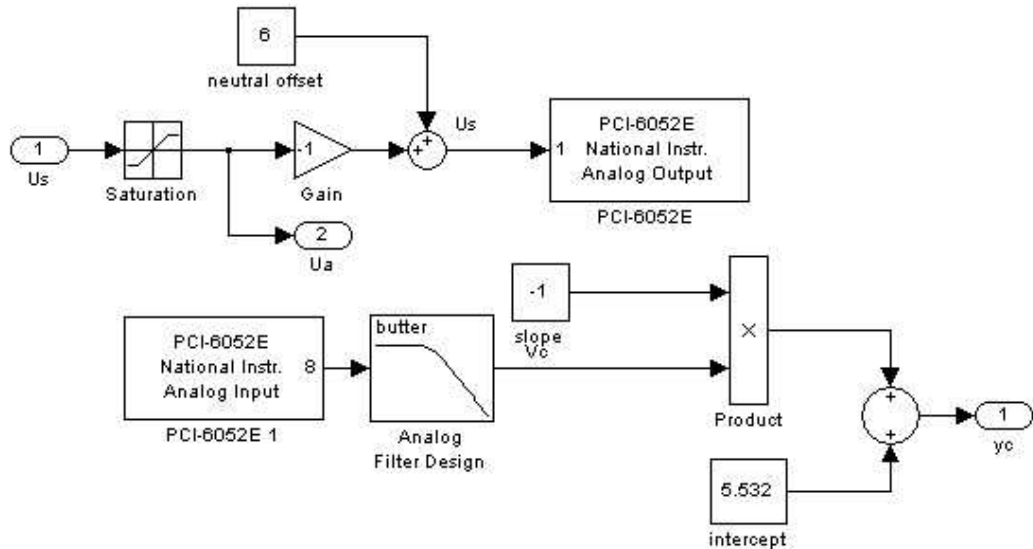 6
neutral offset
Us
PCI-6052E
National Instr.
Analog Output
1
PCI-6052E
1
Us
Saturation
-1
Gain
2
Ua
-1
slope
Vc
PCI-6052E
National Instr.
Analog Input
8
PCI-6052E 1
butter
Analog
Filter Design
×
Product
1
yc
5.532
intercept